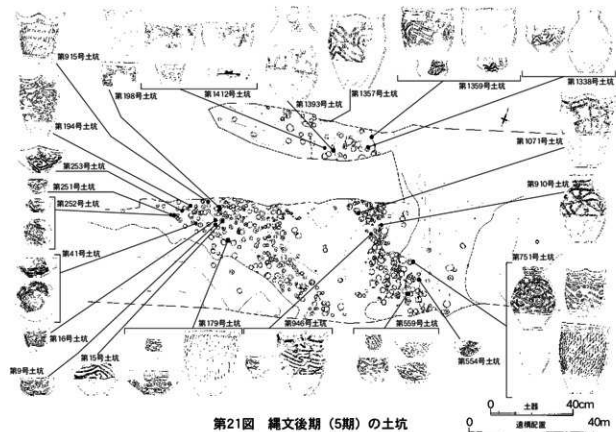 第915号土坑
第198号土坑
第1412号土坑
第1393号土坑
第1357号土坑
第1359号土坑
第1338号土坑
第194号土坑
第253号土坑
第251号土坑
第252号土坑
第41号土坑
第16号土坑
第9号土坑
第15号土坑
第179号土坑
第946号土坑
第559号土坑
第554号土坑
第1071号土坑
第910号土坑
第751号土坑
土器
0 40cm
遺構配置
0 40m
第21図 縄文後期（5期）の土坑